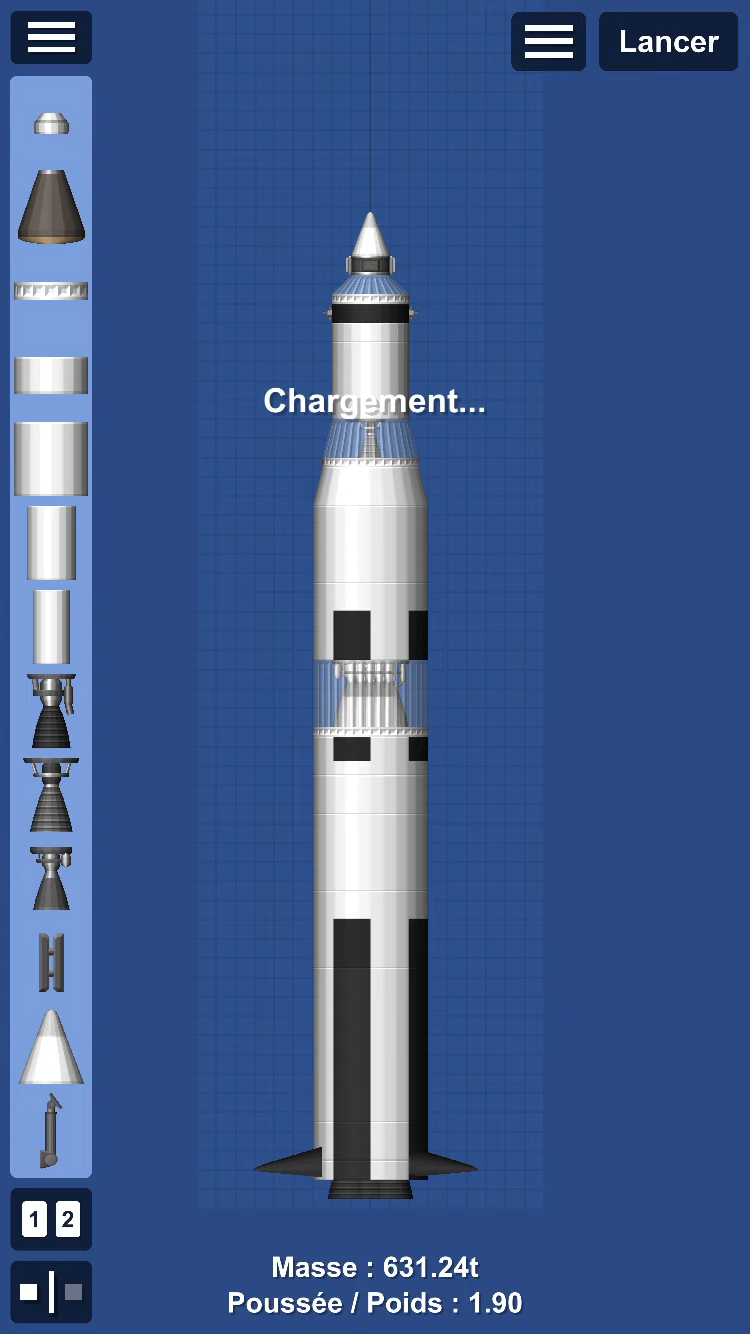 Lancer
Chargement...
1 2
Masse : 631.24t
Poussée / Poids : 1.90